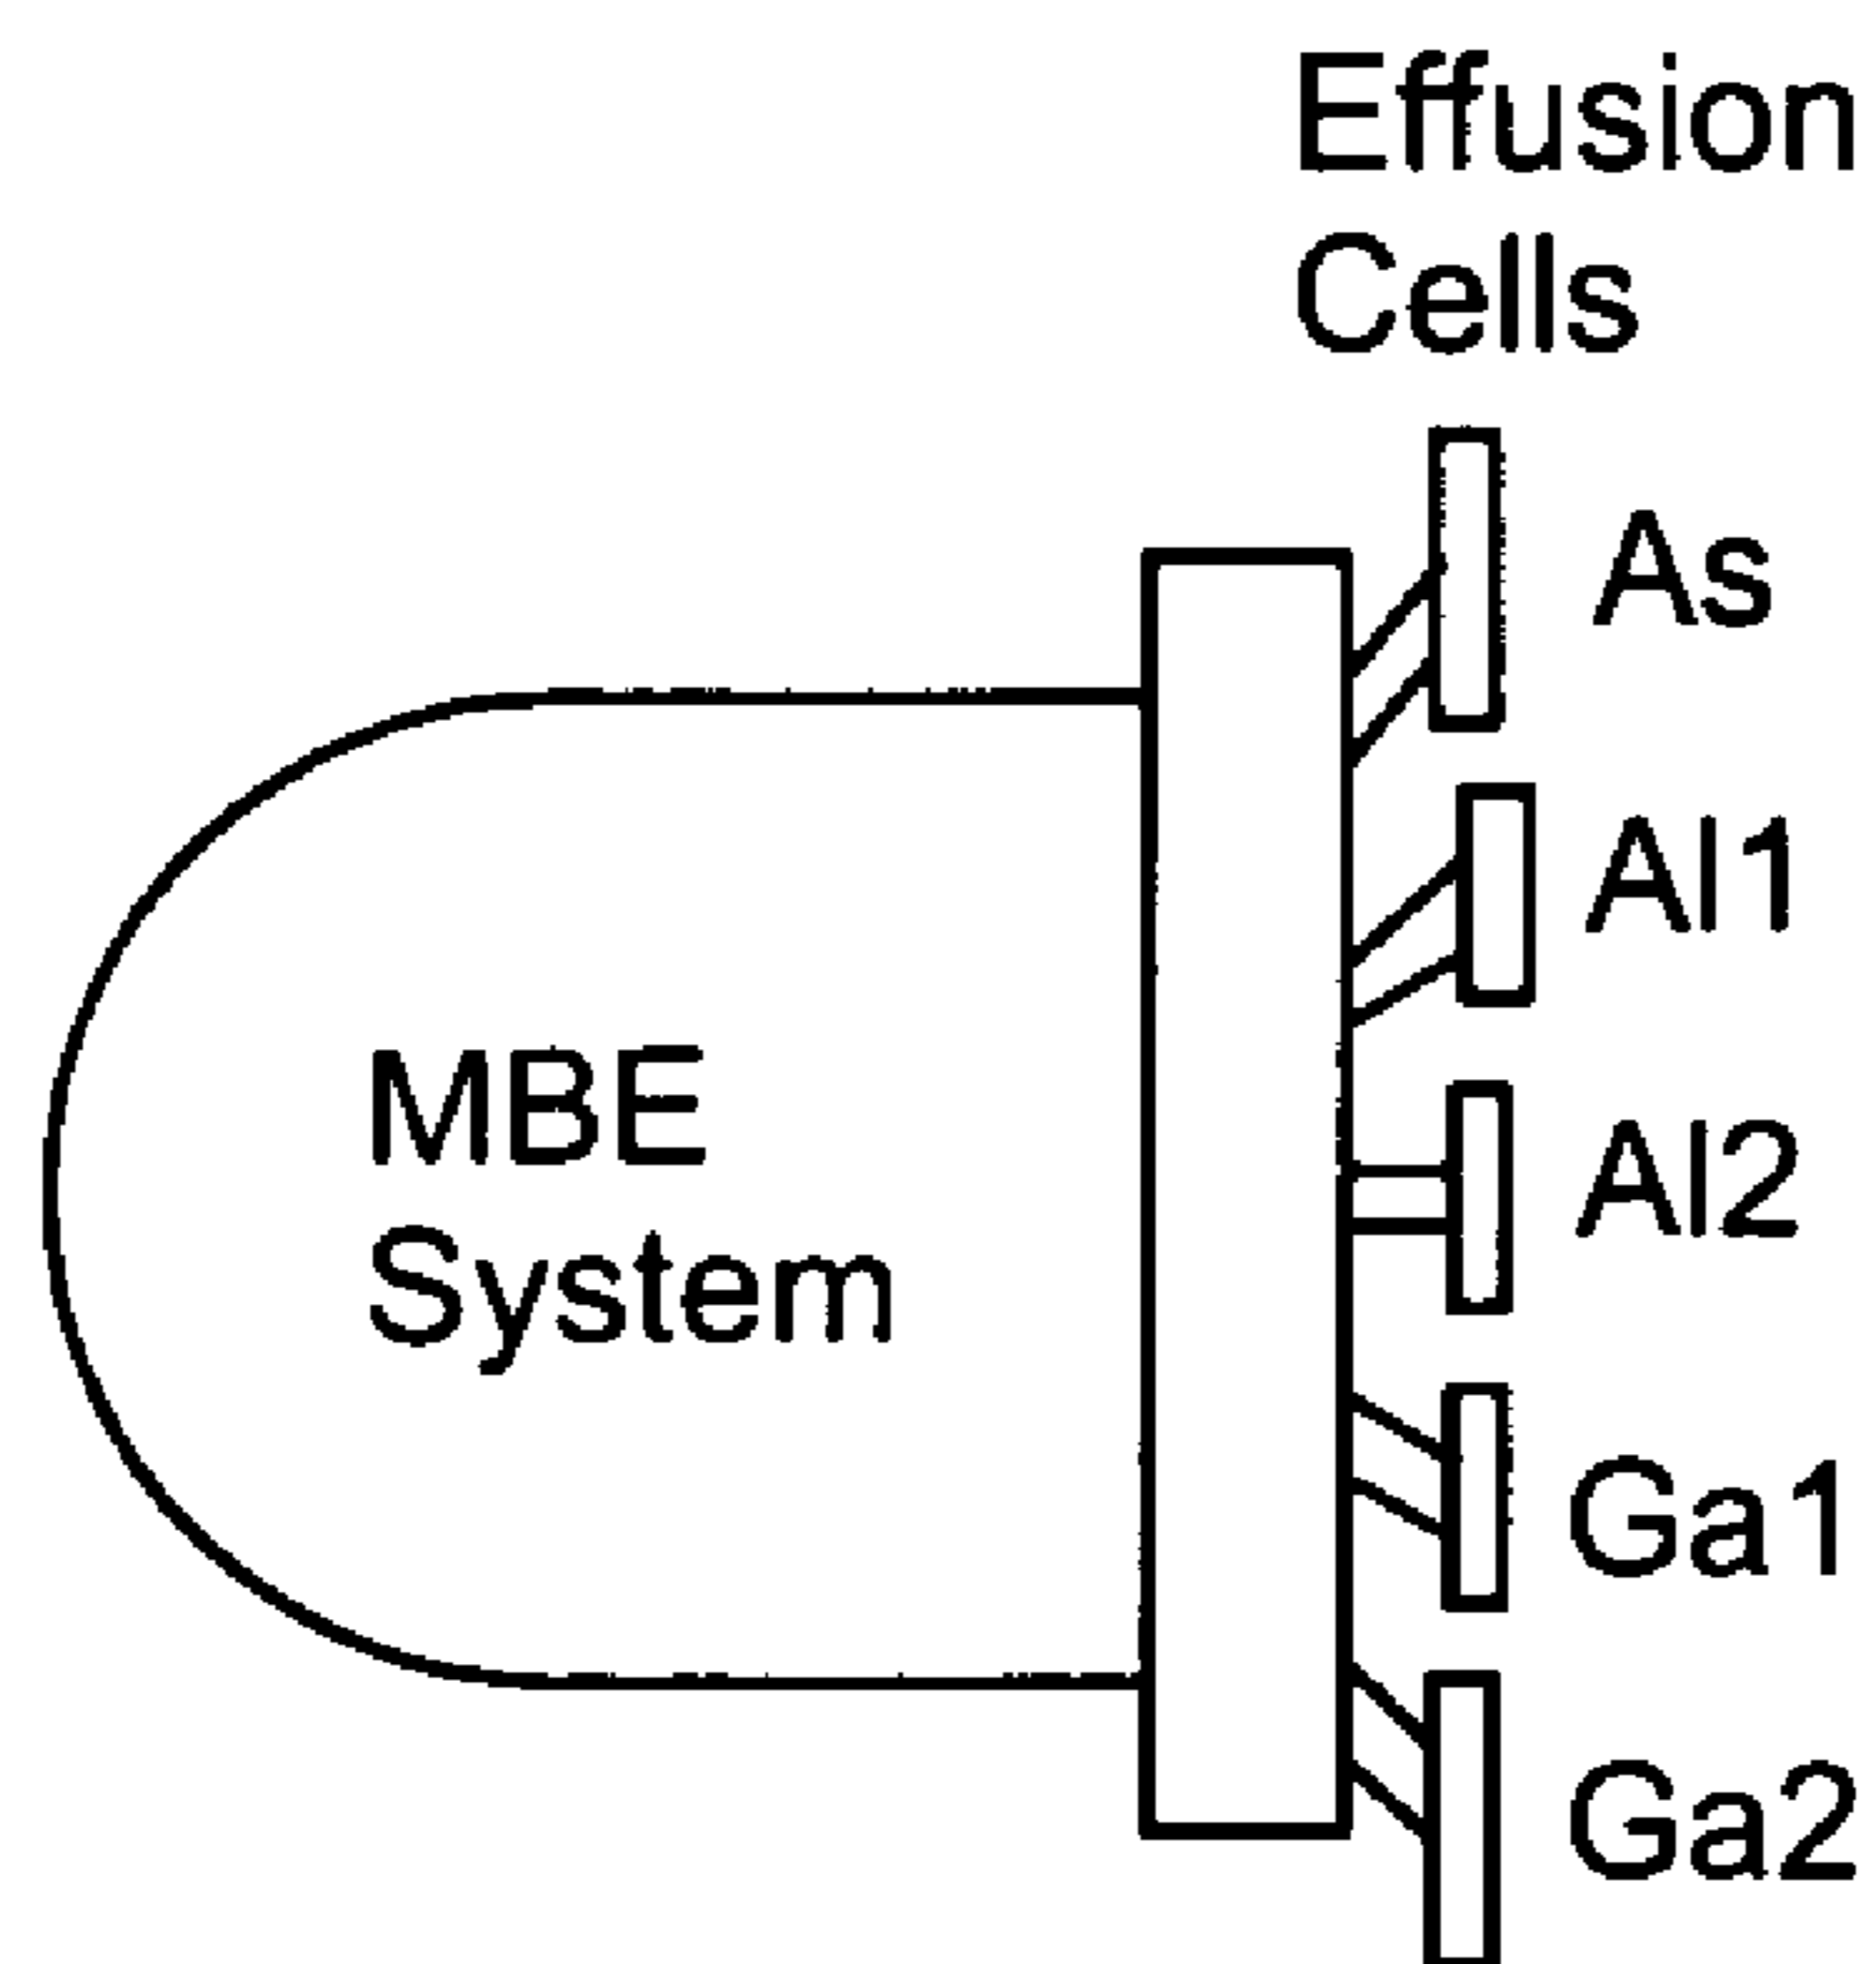 Effusion
Cells
As
Al1
Al2
MBE
System
Ga1
Ga2